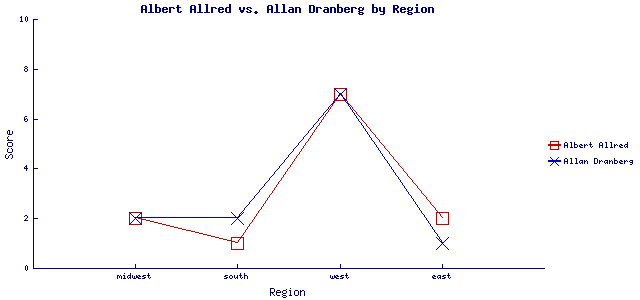 Albert Allred vs. Allan Dranberg by Region
10
8
6
4
2
0
Score
midwest south west east
Region
Albert Allred
Allan Dranberg